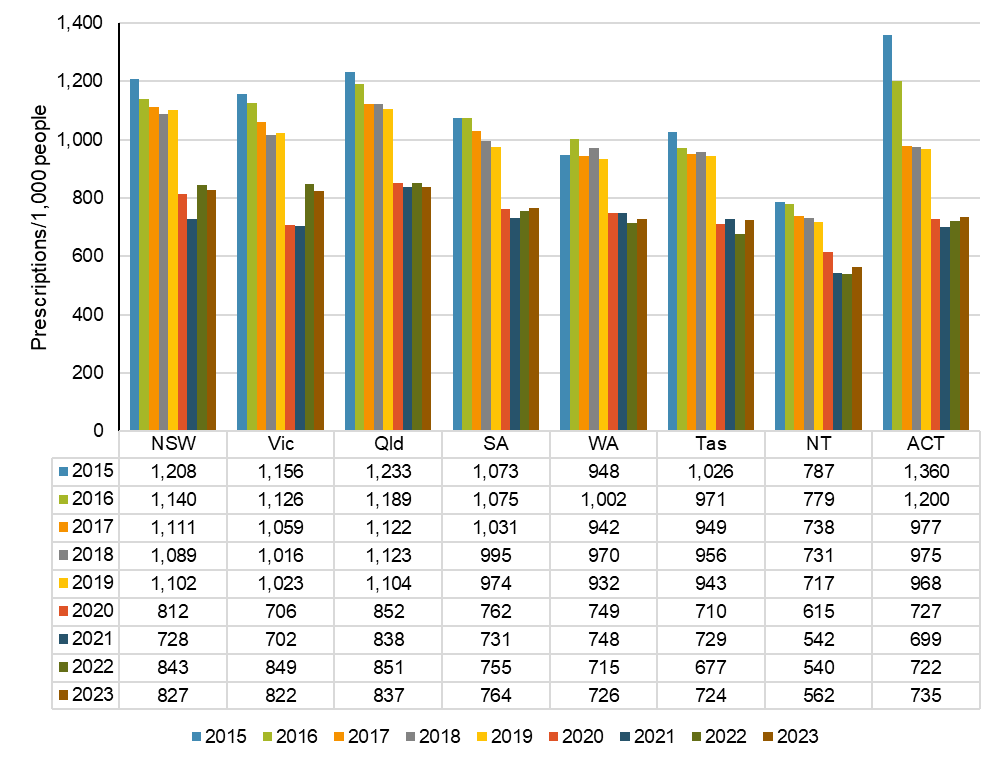 1,400
1,200
1,000
800
600
400
200
0
Prescriptions/1,000 people
NSW Vic Qld SA WA Tas NT ACT
2015 1,208 1,156 1,233 1,073 948 1,026 787 1,360
2016 1,140 1,126 1,189 1,075 1,002 971 779 1,200
2017 1,111 1,059 1,122 1,031 942 949 738 977
2018 1,089 1,016 1,123 995 970 956 731 975
2019 1,102 1,023 1,104 974 932 943 717 968
2020 812 706 852 762 749 710 615 727
2021 728 702 838 731 748 729 542 699
2022 843 849 851 755 715 677 540 722
2023 827 822 837 764 726 724 562 735
2015 2016 2017 2018 2019 2020 2021 2022 2023